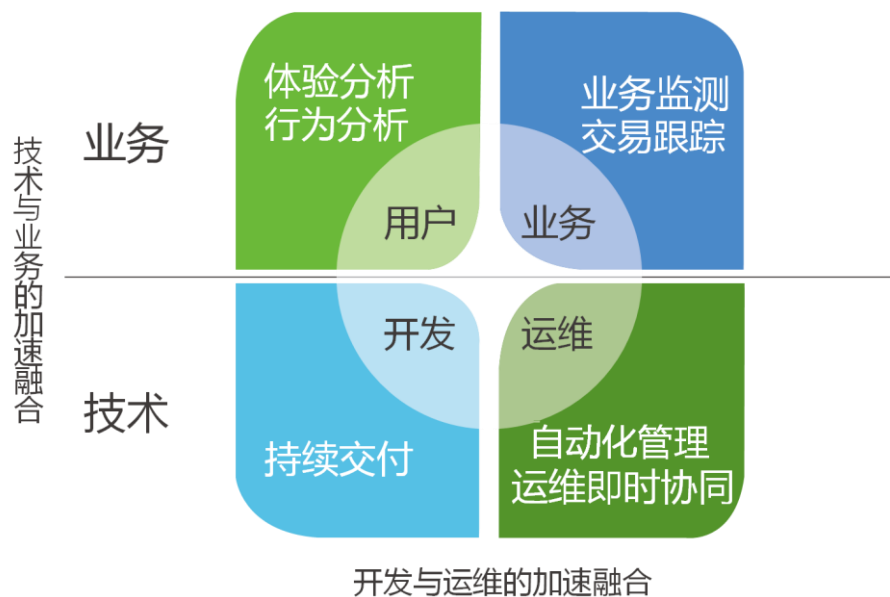 体验分析
行为分析
业务监测
交易跟踪
业务
用户
业务
技术与业务的加速融合
开发
运维
技术
持续交付
自动化管理
运维即时协同
开发与运维的加速融合